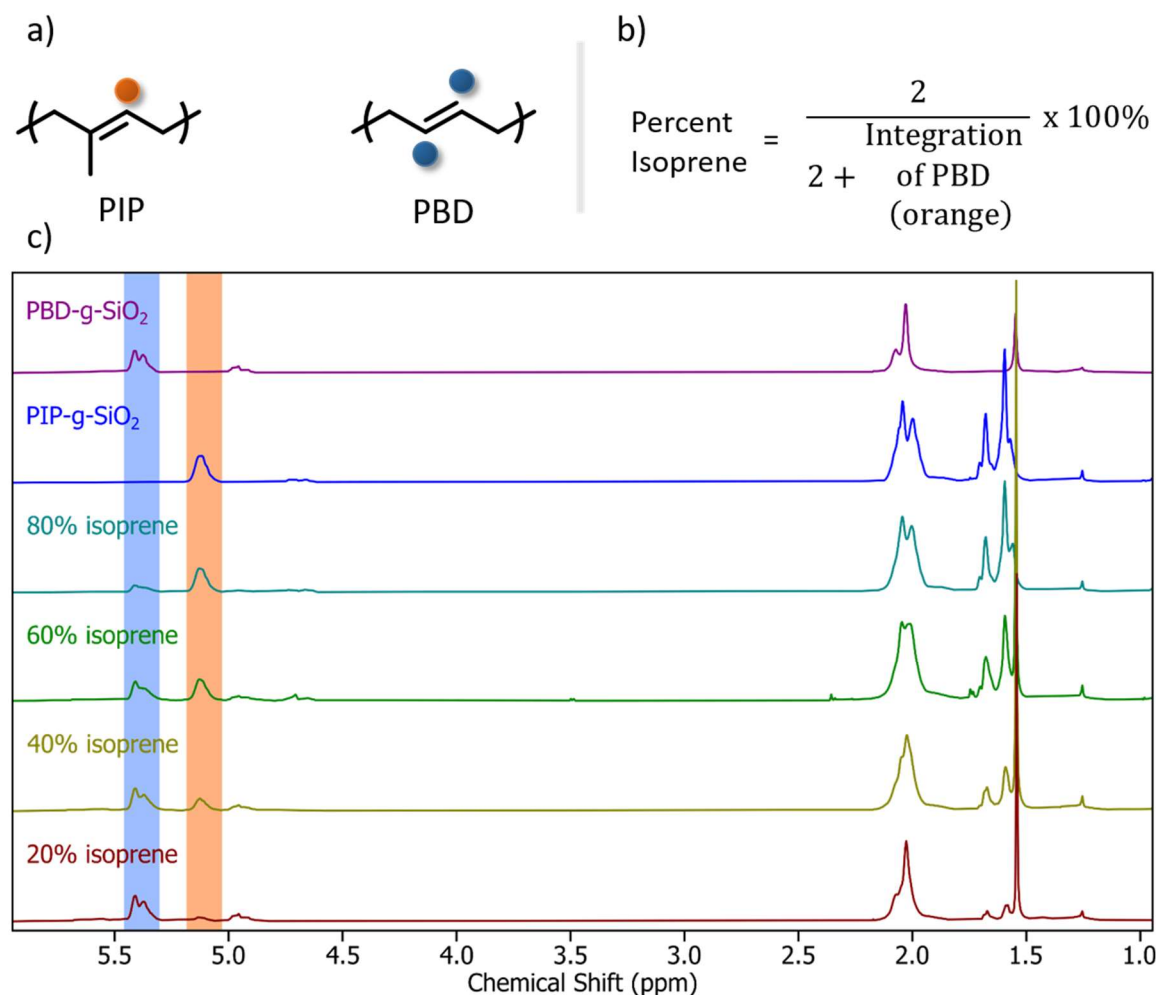 a)
PIP
PBD
b)
Percent
Isoprene
=
2
2 +
Integration
of PBD
(orange)
x 100%
c)
PBD-g-SiO₂
PIP-g-SiO₂
80% isoprene
60% isoprene
40% isoprene
20% isoprene
5.5 5.0 4.5 4.0 3.5 3.0 2.5 2.0 1.5 1.0
Chemical Shift (ppm)